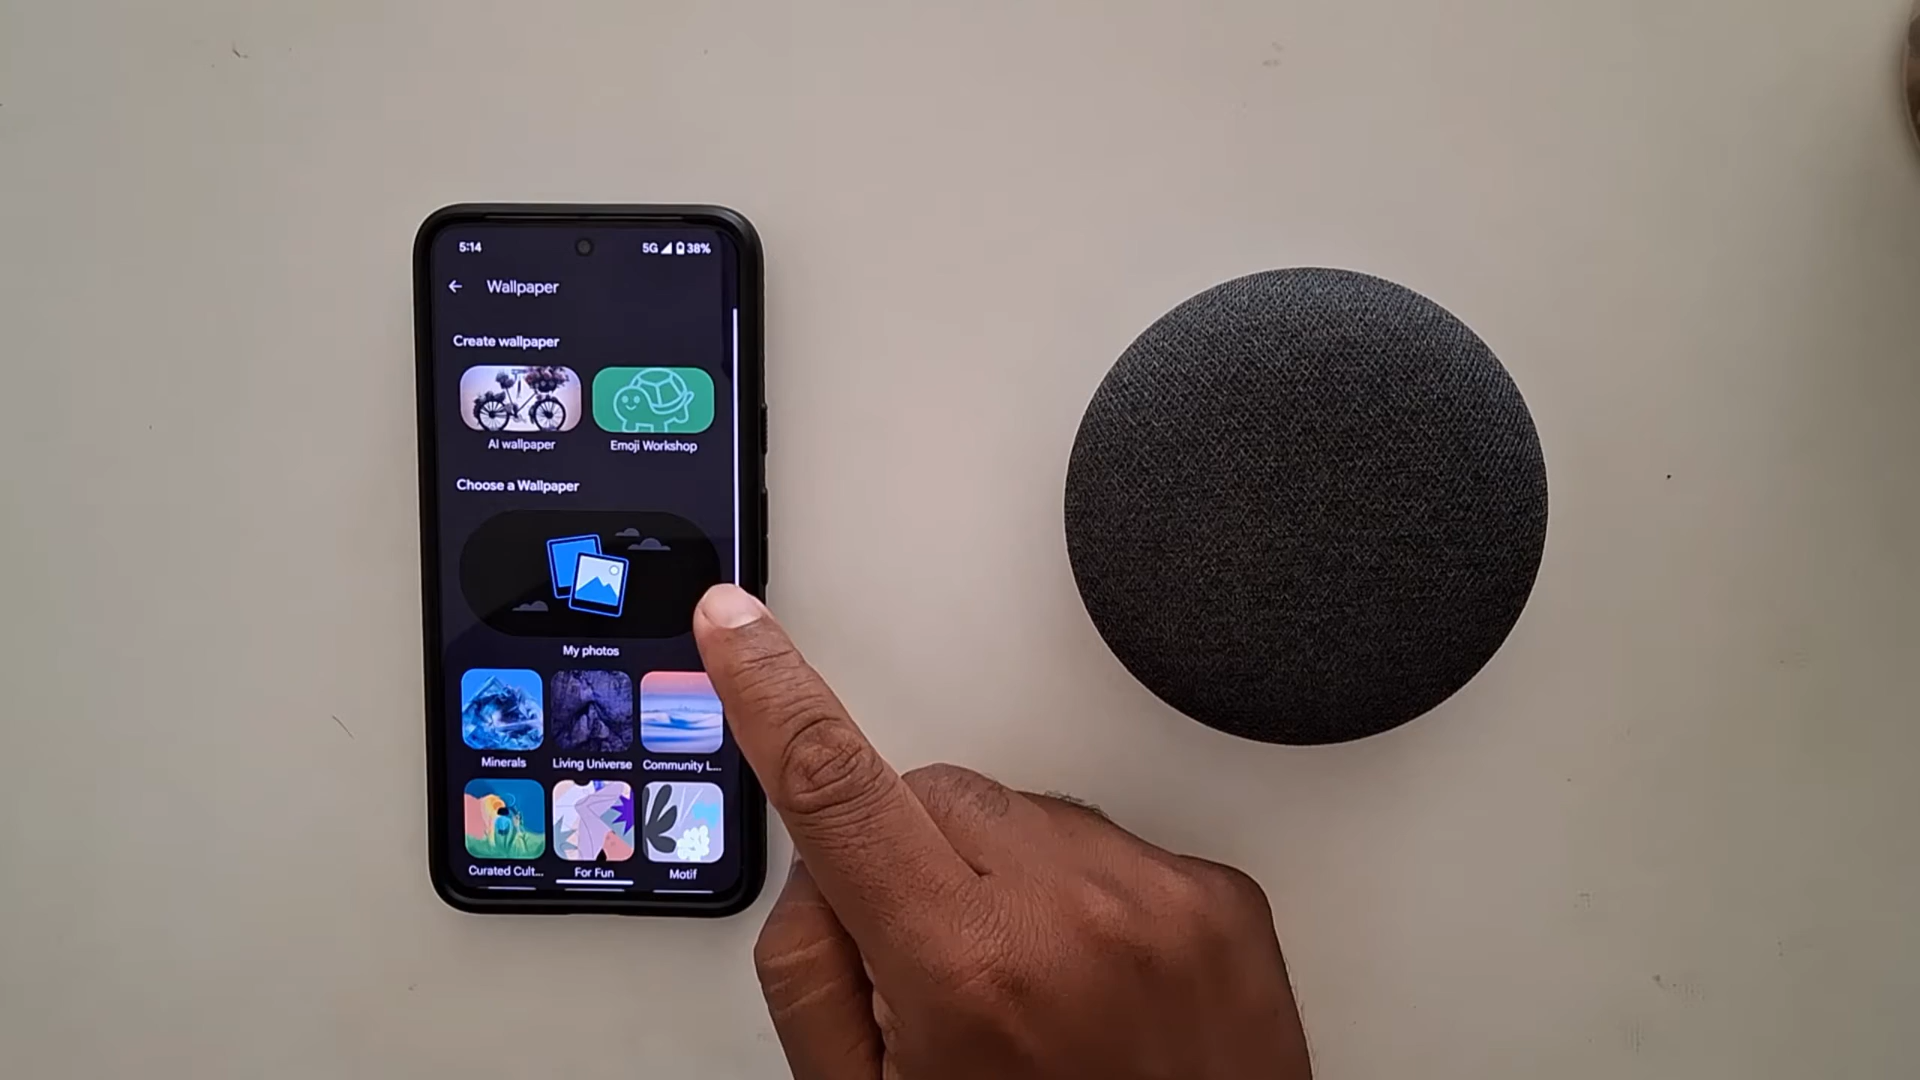 5:14 5G 38%
Wallpaper
Create wallpaper
AI wallpaper Emoji Workshop
Choose a Wallpaper
My photos
Minerals Living Universe Community L...
Curated Cult... For Fun Motif